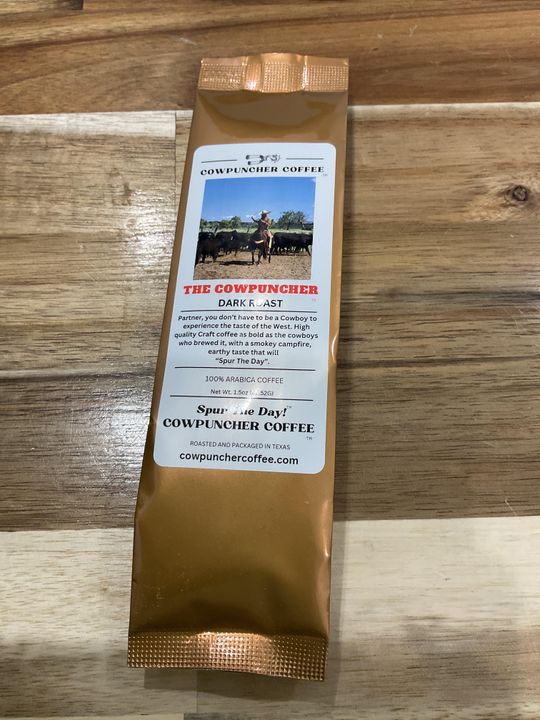 COWPUNCHER COFFEE
TM
THE COWPUNCHER
DARK ROAST
Partner, you don't have to be a Cowboy to
experience the taste of the West. High
quality Craft coffee as bold as the cowboys
who brewed it, with a smokey campfire,
earthy taste that will
"Spur The Day".
100% ARABICA COFFEE
Net Wt. 1.5oz
Spur The Day!
COWPUNCHER COFFEE
TM
ROASTED AND PACKAGED IN TEXAS
cowpunchercoffee.com